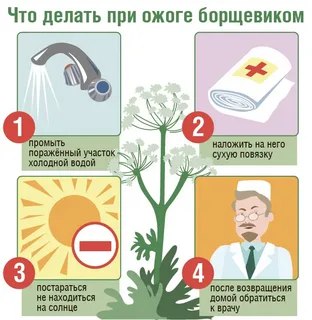 Что делать при ожоге борщевиком
1
промыть
поражённый участок
холодной водой
2
наложить на него
сухую повязку
3
постараться
не находиться
на солнце
4
после возвращения
домой обратиться
к врачу